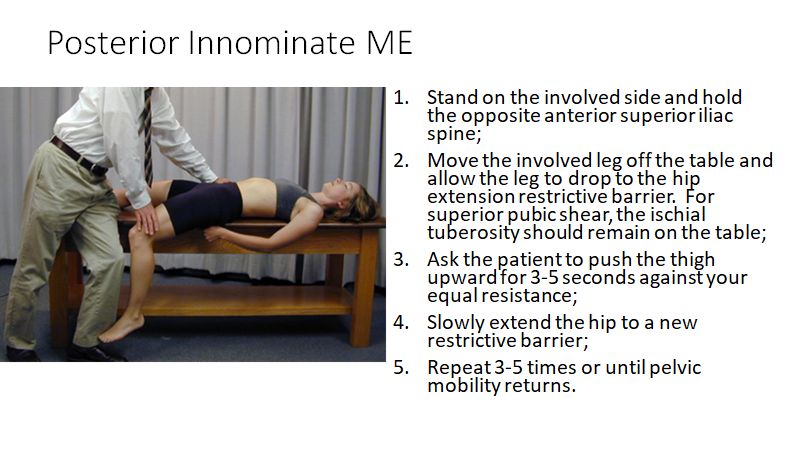 Posterior Innominate ME
1. Stand on the involved side and hold
the opposite anterior superior iliac
spine;
2. Move the involved leg off the table and
allow the leg to drop to the hip
extension restrictive barrier.  For
superior pubic shear, the ischial
tuberosity should remain on the table;
3. Ask the patient to push the thigh
upward for 3-5 seconds against your
equal resistance;
4. Slowly extend the hip to a new
restrictive barrier;
5. Repeat 3-5 times or until pelvic
mobility returns.